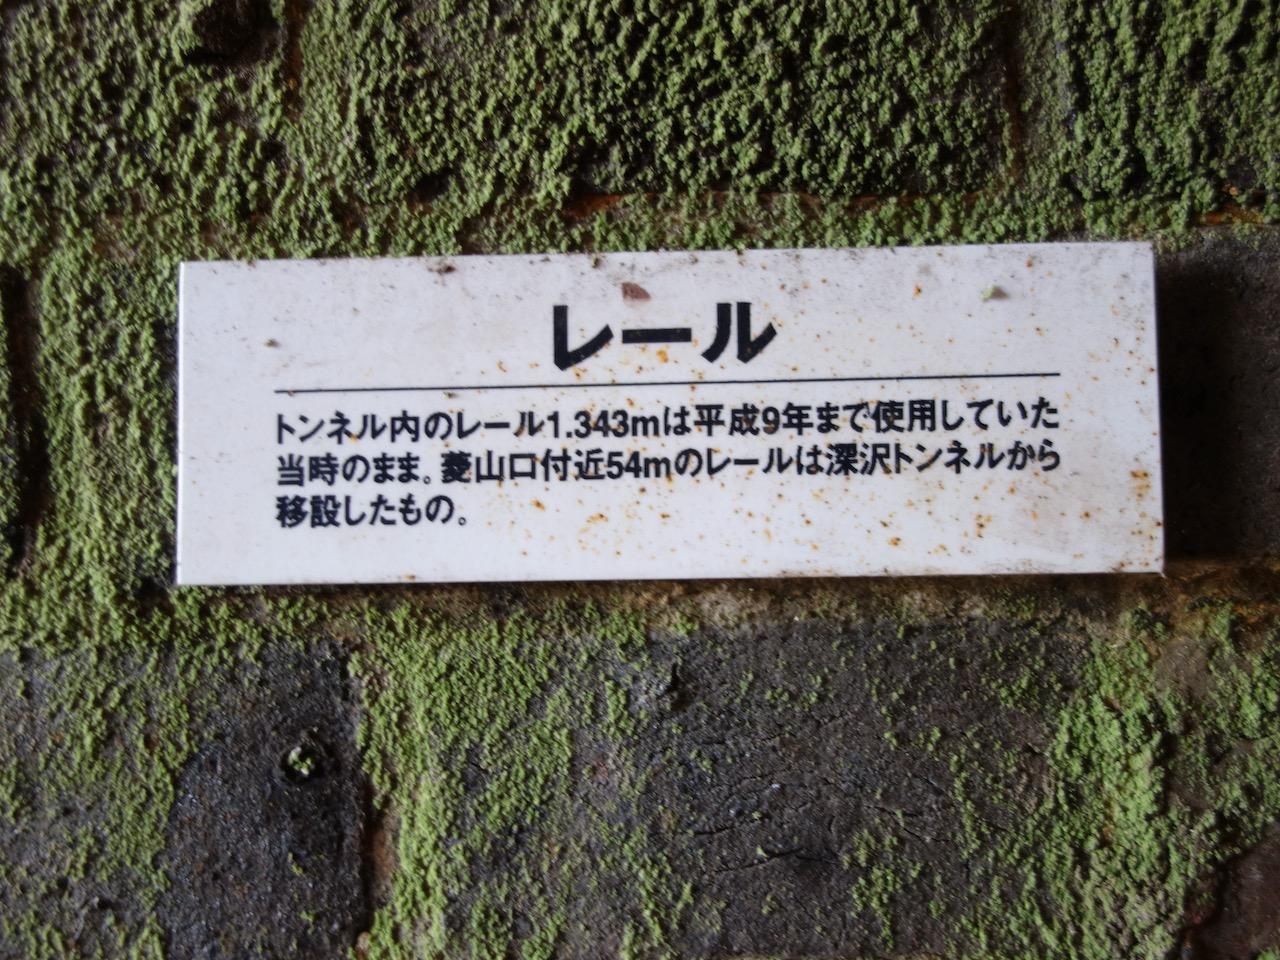 レール
トンネル内のレール1.343mは平成9年まで使用していた
当時のまま。菱山口付近54mのレールは深沢トンネルから
移設したもの。